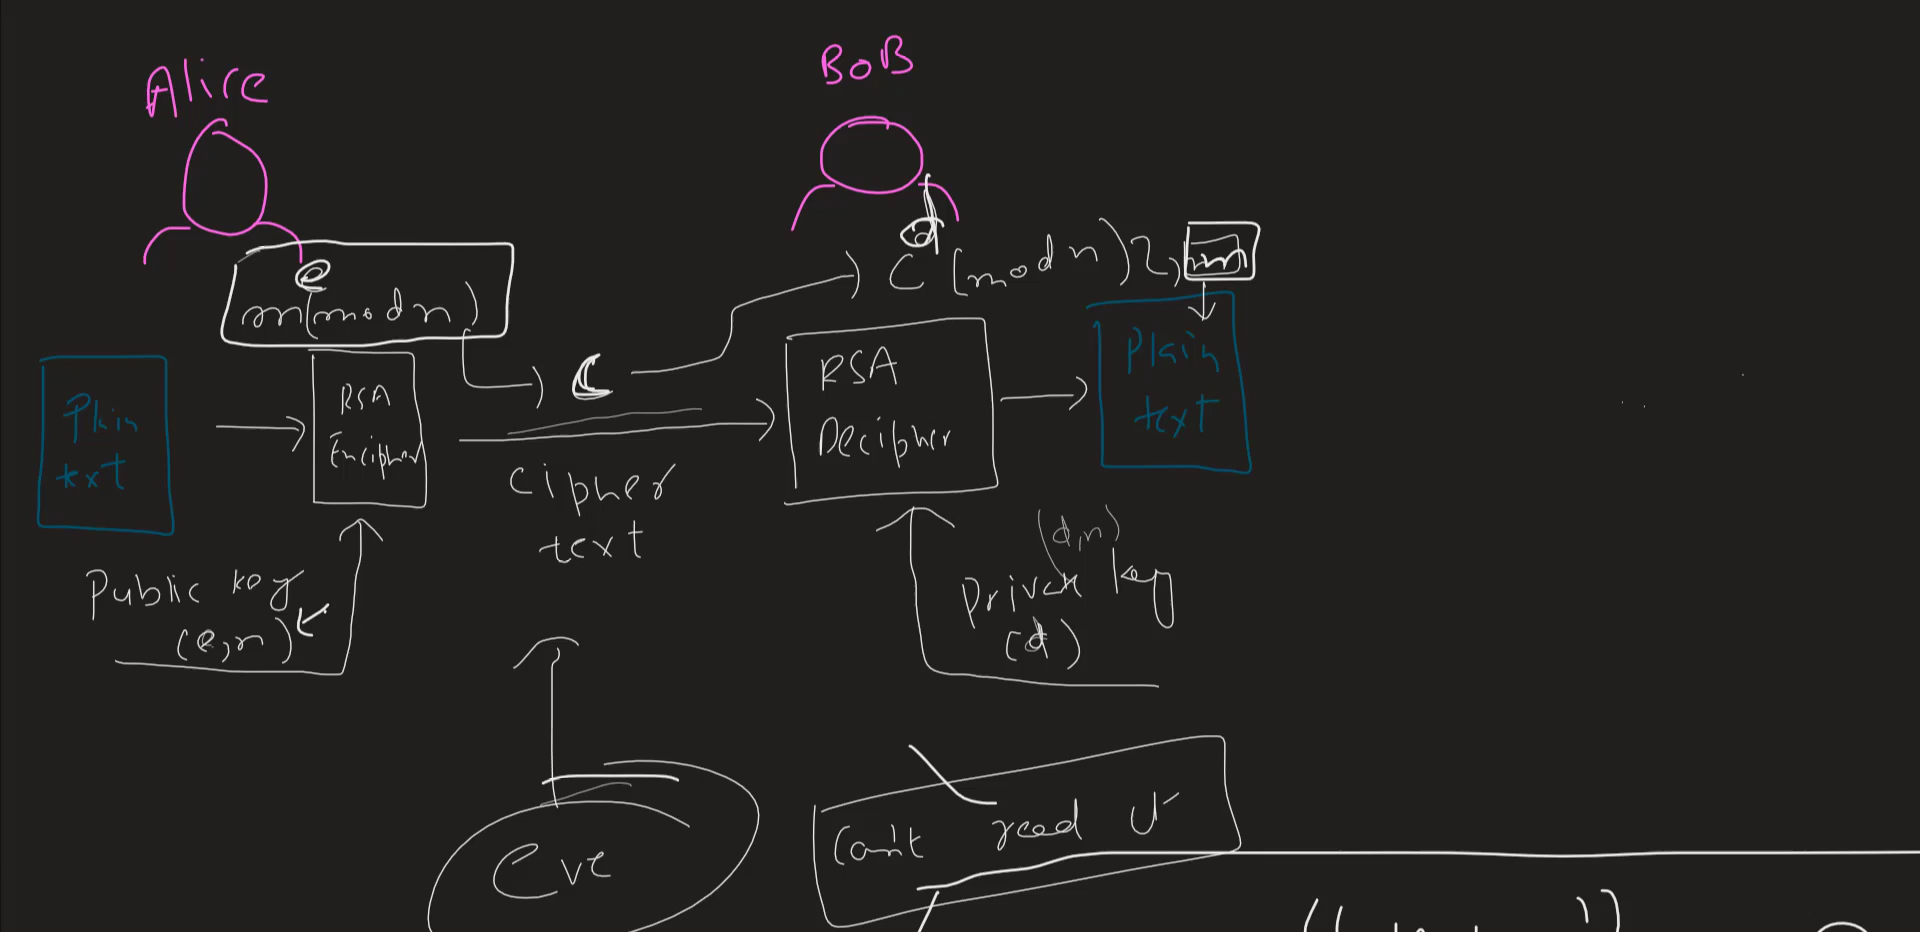 Alice
BOB
m^e (mod n)
C^d (mod n) = m
Plain
text
RSA
Encipher
C
cipher
text
RSA
Decipher
Plain
text
Public key
(e,n)
(d,n)
Private key
(d)
Eve
Can't read it